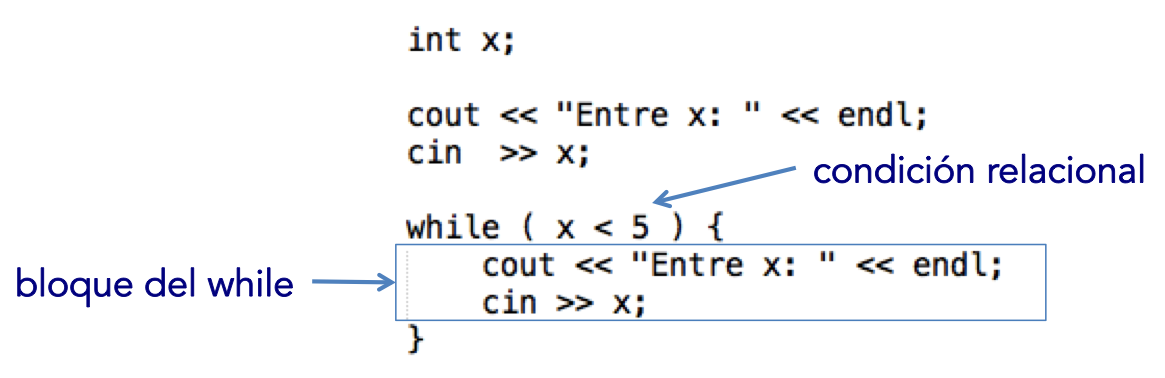 int x;
cout << "Entre x: " << endl;
cin  >> x;
condición relacional
while ( x < 5 ) {
bloque del while
    cout << "Entre x: " << endl;
    cin >> x;
}